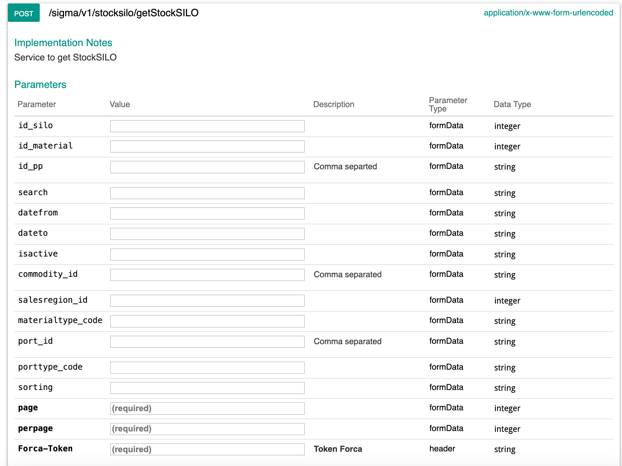 POST /sigma/v1/stocksilo/getStockSILO application/x-www-form-urlencoded
Implementation Notes
Service to get StockSILO
Parameters
Parameter Value Description Parameter Type Data Type
id_silo formData integer
id_material formData integer
id_pp Comma separted formData string
search formData string
datefrom formData string
dateto formData string
isactive formData string
commodity_id Comma separated formData string
salesregion_id formData integer
materialtype_code formData string
port_id Comma separated formData string
porttype_code formData string
sorting formData string
page (required) formData integer
perpage (required) formData integer
Forca-Token (required) Token Forca header string